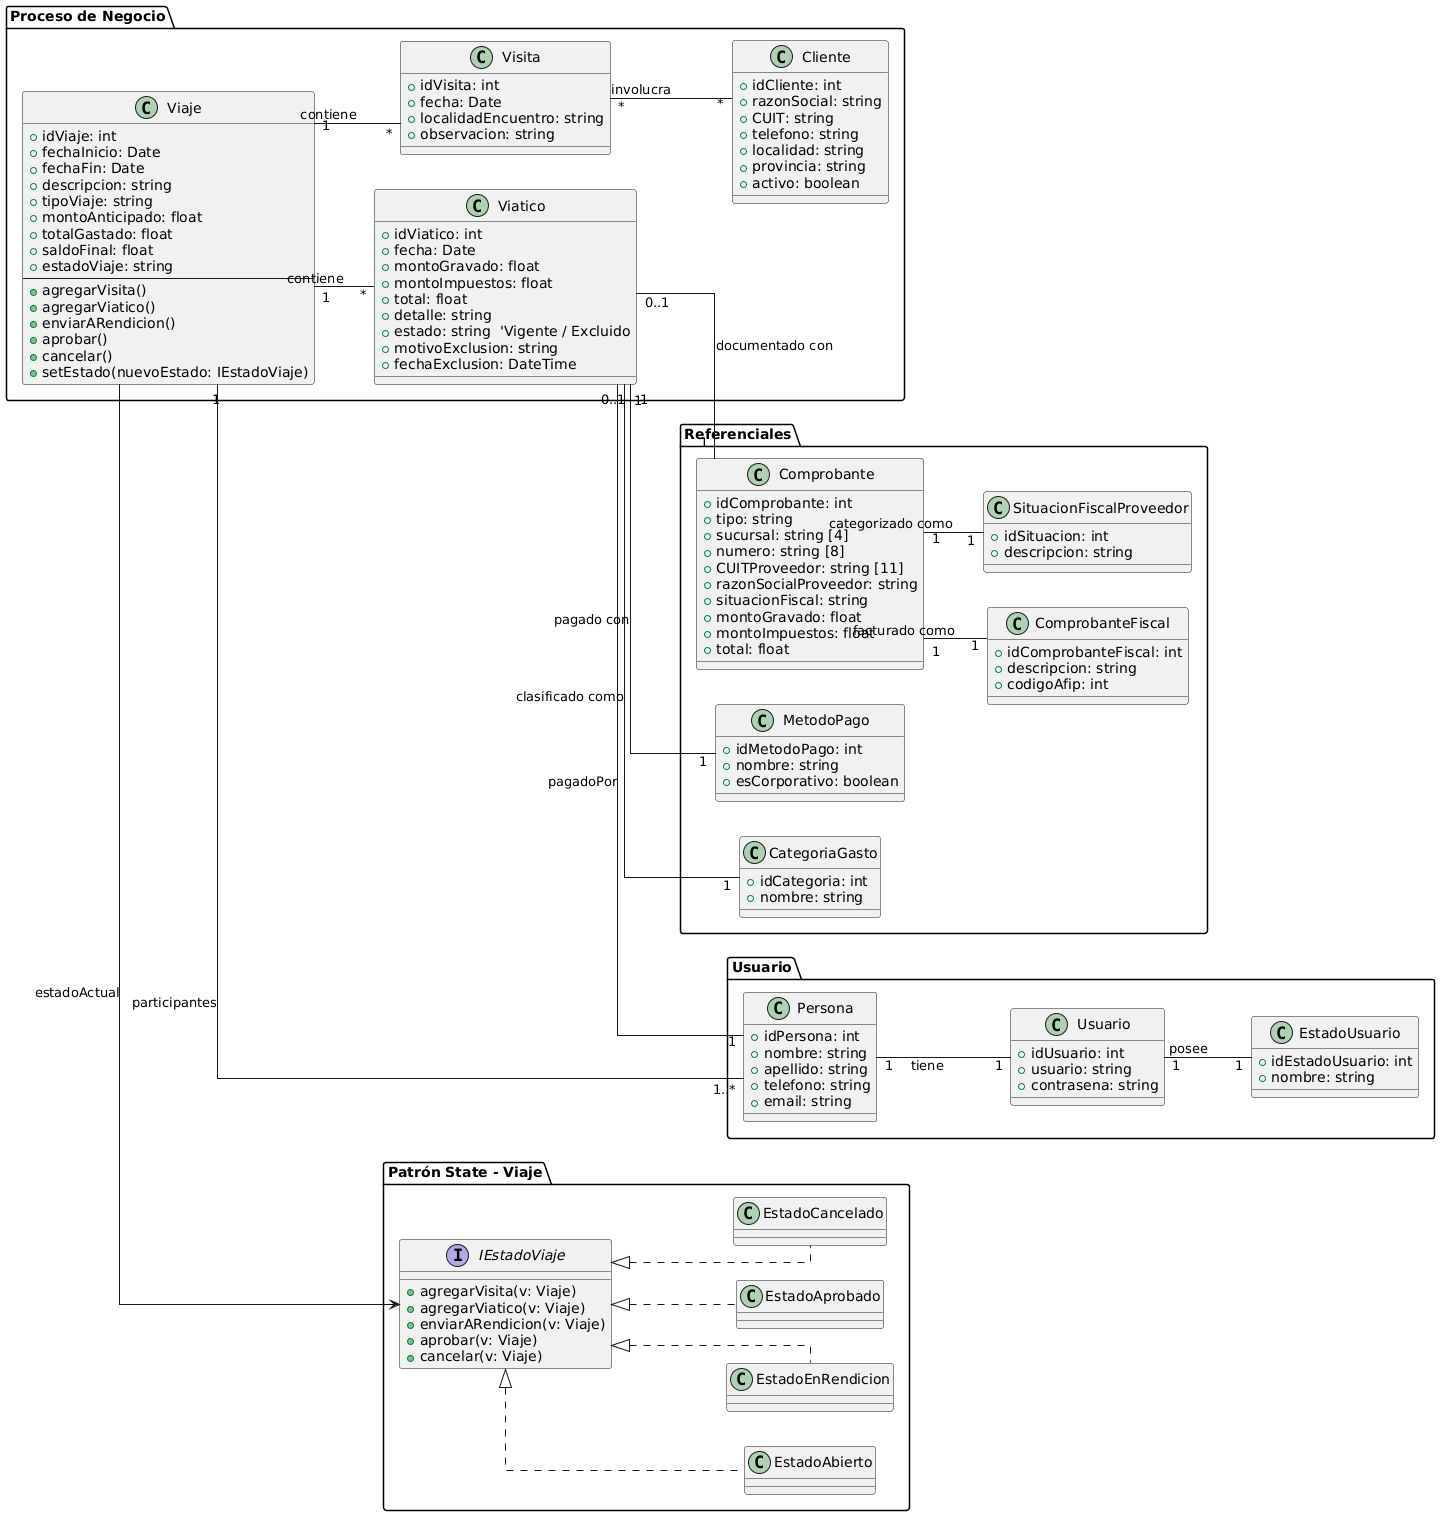 Proceso de Negocio
Viaje
idViaje: int
fechaInicio: Date
fechaFin: Date
descripcion: string
tipoViaje: string
montoAnticipado: float
totalGastado: float
saldoFinal: float
estadoViaje: string
agregarVisita()
agregarViatico()
enviarARendicion()
aprobar()
cancelar()
setEstado(nuevoEstado: IEstadoViaje)
contiene
1
*
Visita
idVisita: int
fecha: Date
localidadEncuentro: string
observacion: string
involucra
*
*
Cliente
idCliente: int
razonSocial: string
CUIT: string
telefono: string
localidad: string
provincia: string
activo: boolean
contiene
1
*
Viatico
idViatico: int
fecha: Date
montoGravado: float
montoImpuestos: float
total: float
detalle: string
estado: string  'Vigente / Excluido
motivoExclusion: string
fechaExclusion: DateTime
0..1
documentado con
1
1
0..1
1
1
Referenciales
Comprobante
idComprobante: int
tipo: string
sucursal: string [4]
numero: string [8]
CUITProveedor: string [11]
razonSocialProveedor: string
situacionFiscal: string
montoGravado: float
montoImpuestos: float
total: float
categorizado como
1
1
SituacionFiscalProveedor
idSituacion: int
descripcion: string
facturado como
1
1
ComprobanteFiscal
idComprobanteFiscal: int
descripcion: string
codigoAfip: int
pagado con
clasificado como
pagadoPor
1
MetodoPago
idMetodoPago: int
nombre: string
esCorporativo: boolean
1
CategoriaGasto
idCategoria: int
nombre: string
estadoActual
participantes
Usuario
1
1..*
Persona
idPersona: int
nombre: string
apellido: string
telefono: string
email: string
1
tiene
1
Usuario
idUsuario: int
usuario: string
contrasena: string
posee
1
1
EstadoUsuario
idEstadoUsuario: int
nombre: string
Patrón State - Viaje
IEstadoViaje
agregarVisita(v: Viaje)
agregarViatico(v: Viaje)
enviarARendicion(v: Viaje)
aprobar(v: Viaje)
cancelar(v: Viaje)
EstadoCancelado
EstadoAprobado
EstadoEnRendicion
EstadoAbierto